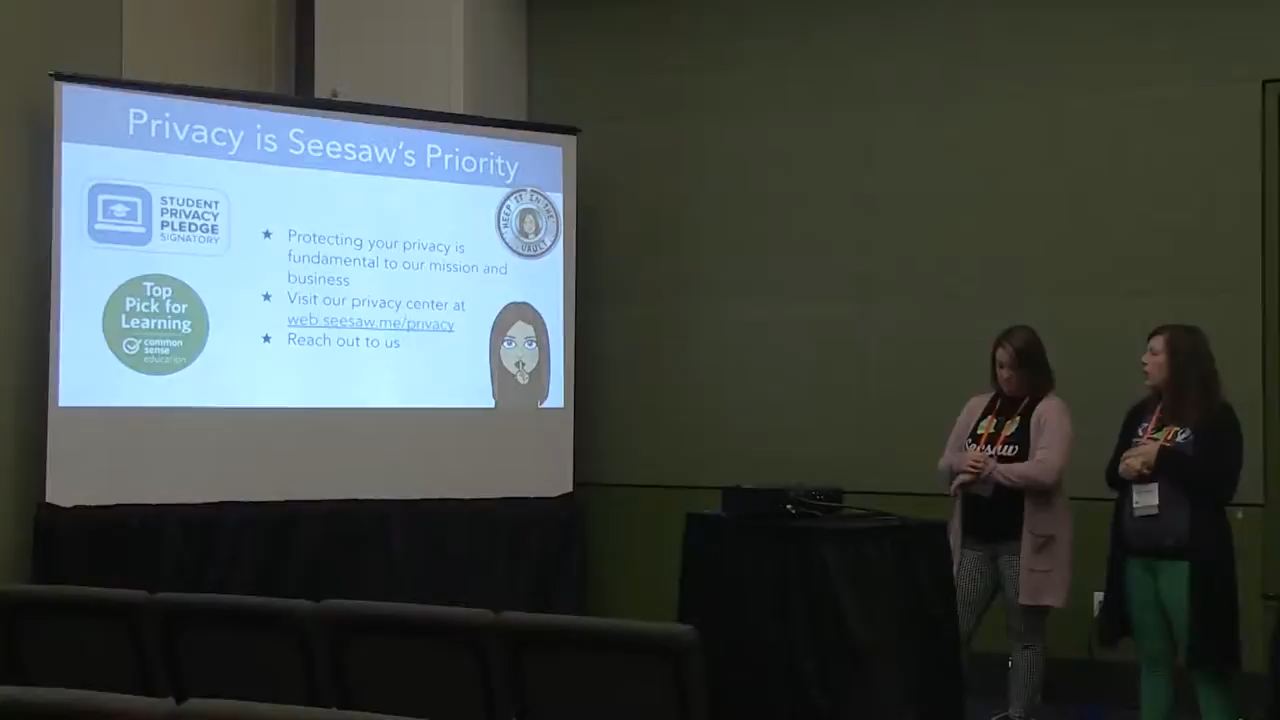 Privacy is Seesaw's Priority
STUDENT
PRIVACY
PLEDGE
SIGNATORY
KEEP IT IN THE
VAULT
★ Protecting your privacy is
fundamental to our mission and
business
★ Visit our privacy center at
web.seesaw.me/privacy
★ Reach out to us
Top
Pick for
Learning
common
sense
education
Seesaw